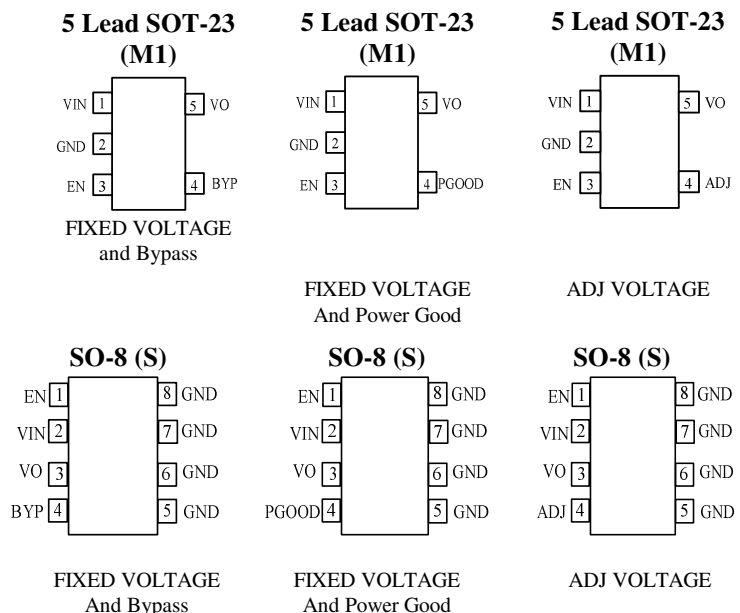 5 Lead SOT-23
(M1)
VIN 1
5 VO
GND 2
EN 3
4 BYP
FIXED VOLTAGE
and Bypass
5 Lead SOT-23
(M1)
VIN 1
5 VO
GND 2
EN 3
4 PGOOD
FIXED VOLTAGE
And Power Good
5 Lead SOT-23
(M1)
VIN 1
5 VO
GND 2
EN 3
4 ADJ
ADJ VOLTAGE
SO-8 (S)
EN 1
8 GND
VIN 2
7 GND
VO 3
6 GND
BYP 4
5 GND
FIXED VOLTAGE
And Bypass
SO-8 (S)
EN 1
8 GND
VIN 2
7 GND
VO 3
6 GND
PGOOD 4
5 GND
FIXED VOLTAGE
And Power Good
SO-8 (S)
EN 1
8 GND
VIN 2
7 GND
VO 3
6 GND
ADJ 4
5 GND
ADJ VOLTAGE